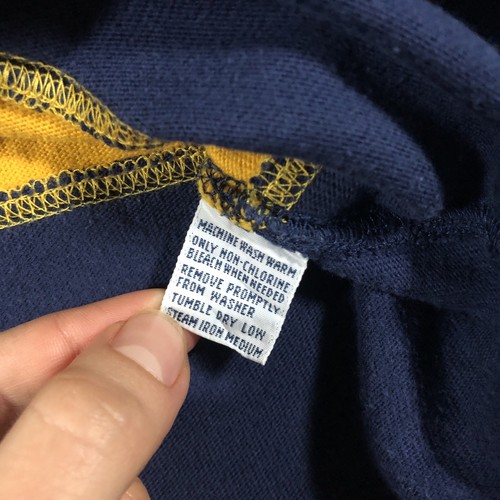 MACHINE WASH WARM
ONLY NON-CHLORINE
BLEACH WHEN NEEDED
REMOVE PROMPTLY
FROM WASHER
TUMBLE DRY LOW
STEAM IRON MEDIUM